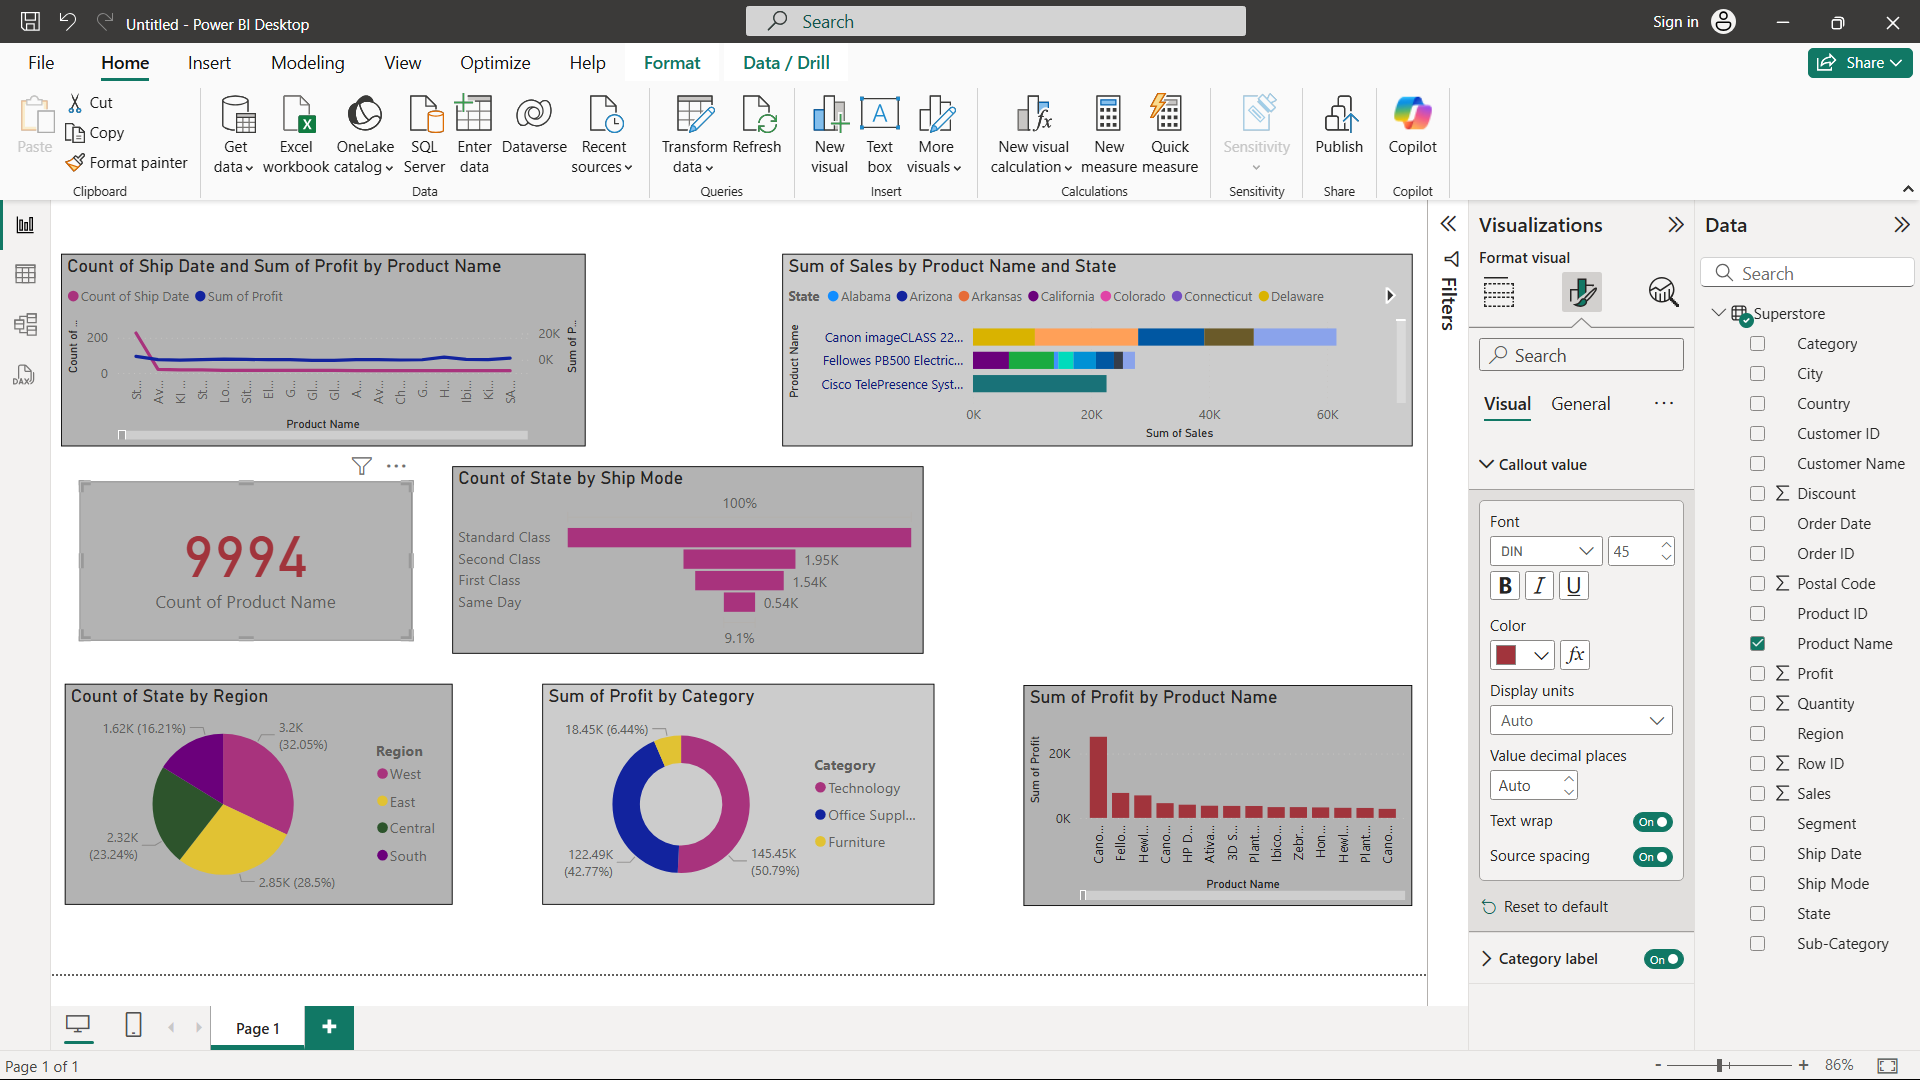 Untitled - Power BI Desktop
Search
Sign in
File
Home
Insert
Modeling
View
Optimize
Help
Format
Data / Drill
Share
Paste
Cut
Copy
Format painter
Clipboard
Get data
Excel workbook
OneLake catalog
SQL Server
Enter data
Dataverse
Recent sources
Data
Transform data
Refresh
Queries
New visual
Text box
More visuals
Insert
New visual calculation
New measure
Quick measure
Calculations
Sensitivity
Sensitivity
Publish
Share
Copilot
Copilot
Count of Ship Date and Sum of Profit by Product Name
Count of Ship Date
Sum of Profit
Count of ...
200
0
20K
0K
Sum of P...
St...
Av...
Kl...
St...
Lo...
Sit...
El...
G...
Gl...
Gl...
A...
Av...
Ch...
G...
H...
Ibi...
Ki...
SA...
Product Name
Sum of Sales by Product Name and State
State
Alabama
Arizona
Arkansas
California
Colorado
Connecticut
Delaware
Product Name
Canon imageCLASS 22...
Fellowes PB500 Electric...
Cisco TelePresence Syst...
0K
20K
40K
60K
Sum of Sales
9994
Count of Product Name
Count of State by Ship Mode
100%
Standard Class
Second Class
1.95K
First Class
1.54K
Same Day
0.54K
9.1%
Count of State by Region
1.62K (16.21%)
3.2K
(32.05%)
2.32K
(23.24%)
2.85K (28.5%)
Region
West
East
Central
South
Sum of Profit by Category
18.45K (6.44%)
122.49K
(42.77%)
145.45K
(50.79%)
Category
Technology
Office Suppl...
Furniture
Sum of Profit by Product Name
Sum of Profit
20K
0K
Cano...
Fello...
Hewl...
Cano...
HP D...
Ativa...
3D S...
Plant...
Ibico...
Zebr...
Hon...
Hewl...
Plant...
Cano...
Product Name
Filters
Visualizations
Format visual
Search
Visual
General
Callout value
Font
DIN
45
B
I
U
Color
fx
Display units
Auto
Value decimal places
Auto
Text wrap
On
Source spacing
On
Reset to default
Category label
On
Data
Search
Superstore
Category
City
Country
Customer ID
Customer Name
Discount
Order Date
Order ID
Postal Code
Product ID
Product Name
Profit
Quantity
Region
Row ID
Sales
Segment
Ship Date
Ship Mode
State
Sub-Category
Page 1
Page 1 of 1
86%